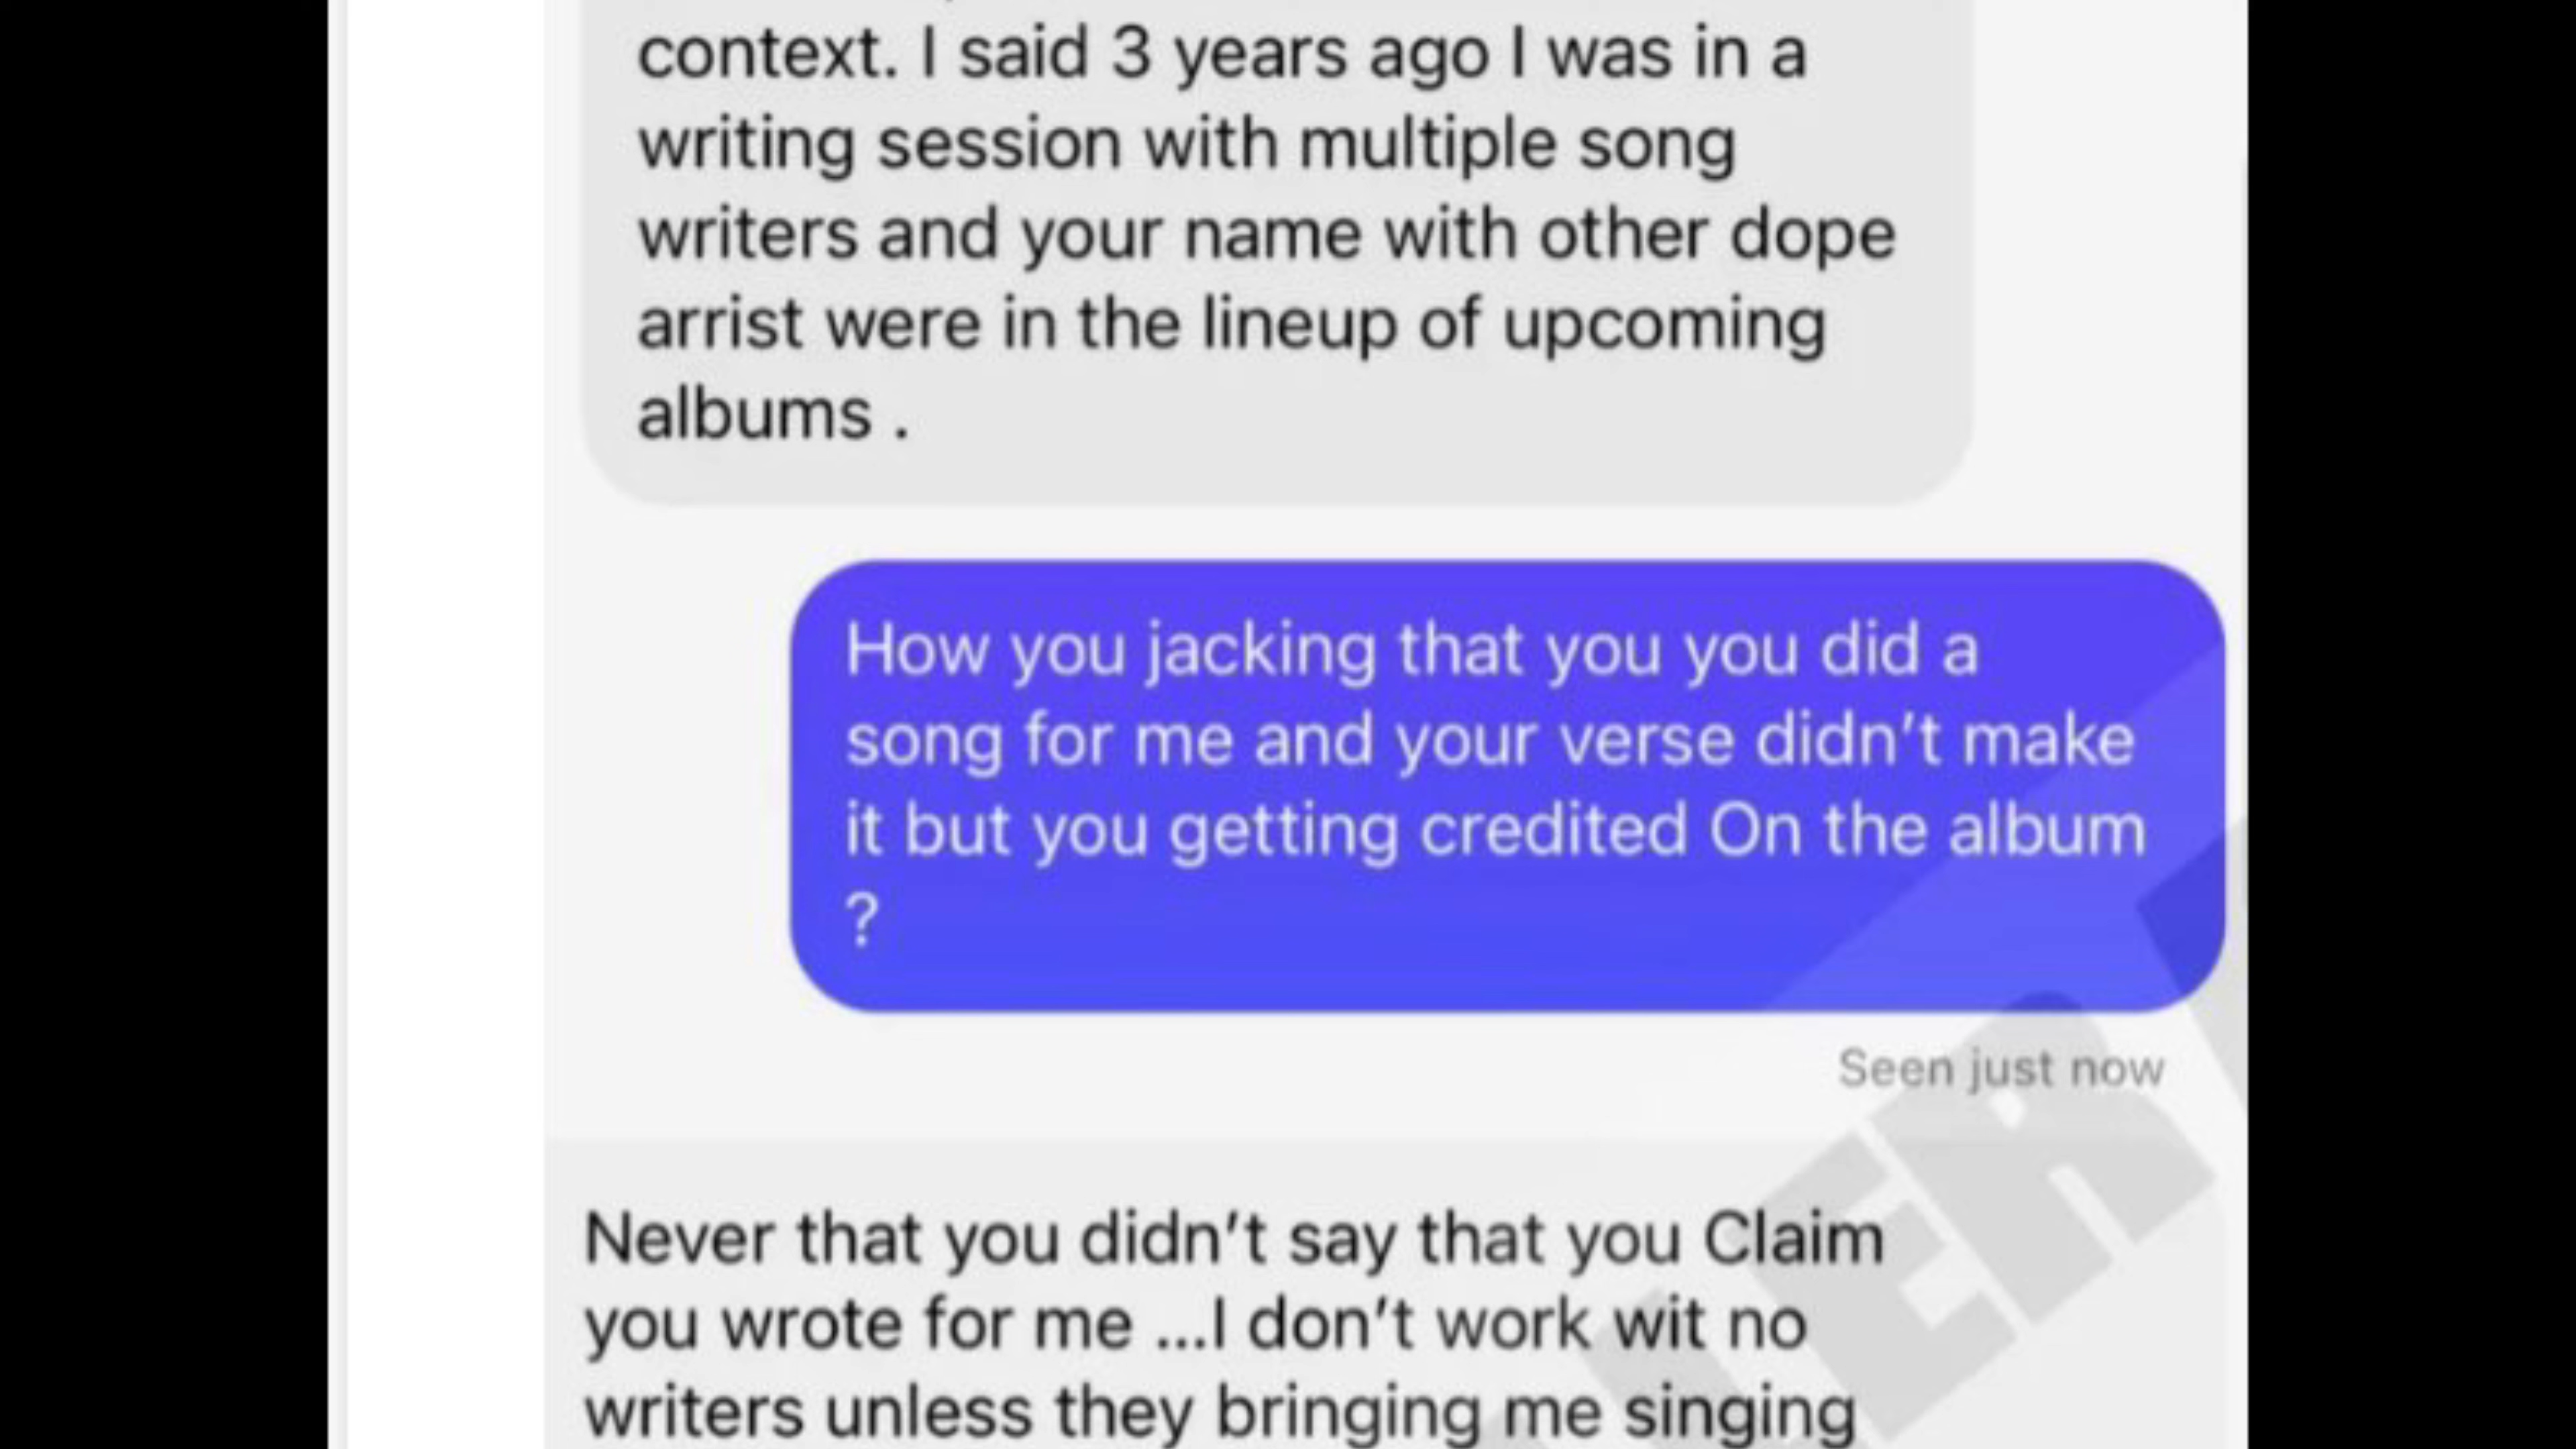 context. I said 3 years ago I was in a
writing session with multiple song
writers and your name with other dope
arrist were in the lineup of upcoming
albums .
How you jacking that you you did a
song for me and your verse didn't make
it but you getting credited On the album
?
Seen just now
Never that you didn't say that you Claim
you wrote for me ...I don't work wit no
writers unless they bringing me singing